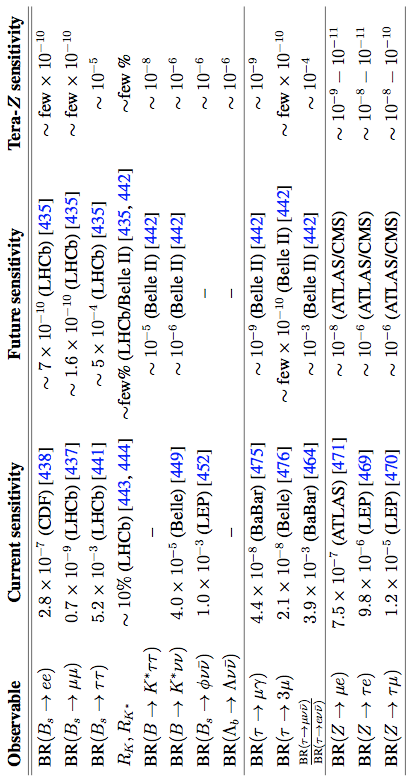 Observable Current sensitivity Future sensitivity Tera-Z sensitivity
BR(B_s → ee) 2.8 × 10^{−7} (CDF) [438] ∼ 7 × 10^{−10} (LHCb) [435] ∼ few × 10^{−10}
BR(B_s → μμ) 0.7 × 10^{−9} (LHCb) [437] ∼ 1.6 × 10^{−10} (LHCb) [435] ∼ few × 10^{−10}
BR(B_s → ττ) 5.2 × 10^{−3} (LHCb) [441] ∼ 5 × 10^{−4} (LHCb) [435] ∼ 10^{−5}
R_K, R_{K*} ∼ 10% (LHCb) [443, 444] ∼few% (LHCb/Belle II) [435, 442] ∼few %
BR(B → K*ττ) – ∼ 10^{−5} (Belle II) [442] ∼ 10^{−8}
BR(B → K*νν) 4.0 × 10^{−5} (Belle) [449] ∼ 10^{−6} (Belle II) [442] ∼ 10^{−6}
BR(B_s → φνν̄) 1.0 × 10^{−3} (LEP) [452] – ∼ 10^{−6}
BR(Λ_b → Λνν̄) – – ∼ 10^{−6}
BR(τ → μγ) 4.4 × 10^{−8} (BaBar) [475] ∼ 10^{−9} (Belle II) [442] ∼ 10^{−9}
BR(τ → 3μ) 2.1 × 10^{−8} (Belle) [476] ∼ few × 10^{−10} (Belle II) [442] ∼ few × 10^{−10}
BR(τ→μνν̄)/BR(τ→eνν̄) 3.9 × 10^{−3} (BaBar) [464] ∼ 10^{−3} (Belle II) [442] ∼ 10^{−4}
BR(Z → μe) 7.5 × 10^{−7} (ATLAS) [471] ∼ 10^{−8} (ATLAS/CMS) ∼ 10^{−9} − 10^{−11}
BR(Z → τe) 9.8 × 10^{−6} (LEP) [469] ∼ 10^{−6} (ATLAS/CMS) ∼ 10^{−8} − 10^{−11}
BR(Z → τμ) 1.2 × 10^{−5} (LEP) [470] ∼ 10^{−6} (ATLAS/CMS) ∼ 10^{−8} − 10^{−10}